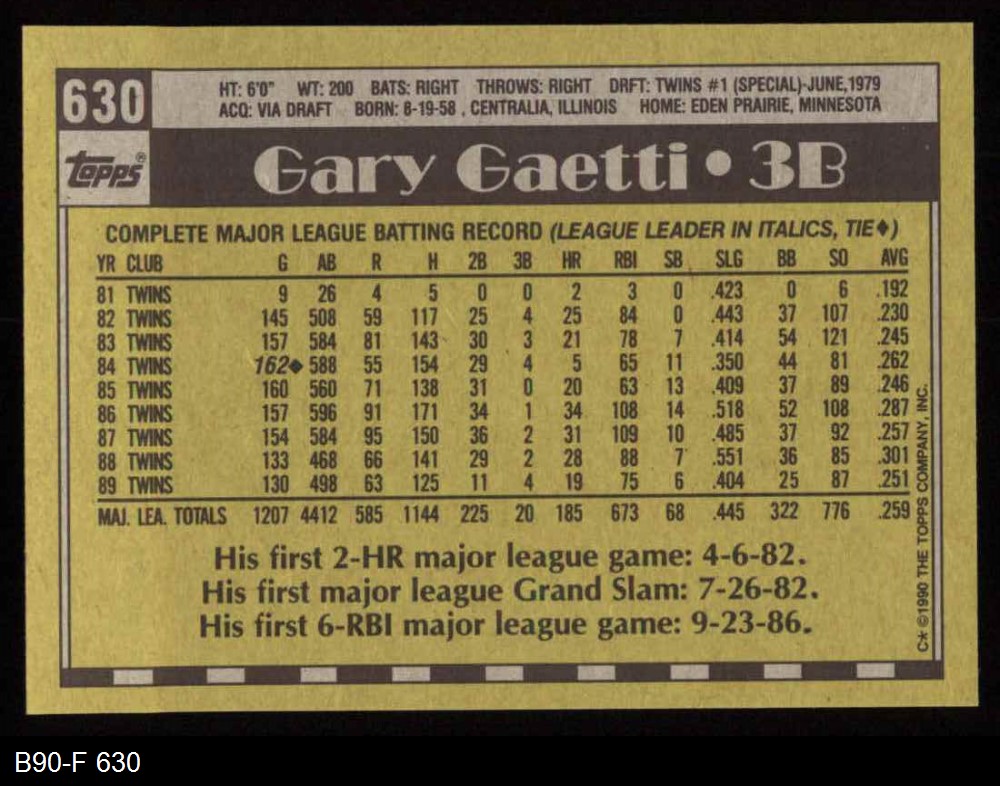 630
HT: 6'0" WT: 200 BATS: RIGHT THROWS: RIGHT DRFT: TWINS #1 (SPECIAL)-JUNE,1979
ACQ: VIA DRAFT BORN: 8-19-58 , CENTRALIA, ILLINOIS HOME: EDEN PRAIRIE, MINNESOTA
topps®
Gary Gaetti • 3B
COMPLETE MAJOR LEAGUE BATTING RECORD (LEAGUE LEADER IN ITALICS, TIE♦)
YR CLUB G AB R H 2B 3B HR RBI SB SLG BB SO AVG
81 TWINS 9 26 4 5 0 0 2 3 0 .423 0 6 .192
82 TWINS 145 508 59 117 25 4 25 84 0 .443 37 107 .230
83 TWINS 157 584 81 143 30 3 21 78 7 .414 54 121 .245
84 TWINS 162♦ 588 55 154 29 4 5 65 11 .350 44 81 .262
85 TWINS 160 560 71 138 31 0 20 63 13 .409 37 89 .246
86 TWINS 157 596 91 171 34 1 34 108 14 .518 52 108 .287
87 TWINS 154 584 95 150 36 2 31 109 10 .485 37 92 .257
88 TWINS 133 468 66 141 29 2 28 88 7 .551 36 85 .301
89 TWINS 130 498 63 125 11 4 19 75 6 .404 25 87 .251
MAJ. LEA. TOTALS 1207 4412 585 1144 225 20 185 673 68 .445 322 776 .259
His first 2-HR major league game: 4-6-82.
His first major league Grand Slam: 7-26-82.
His first 6-RBI major league game: 9-23-86.
C* ©1990 THE TOPPS COMPANY, INC.
B90-F 630